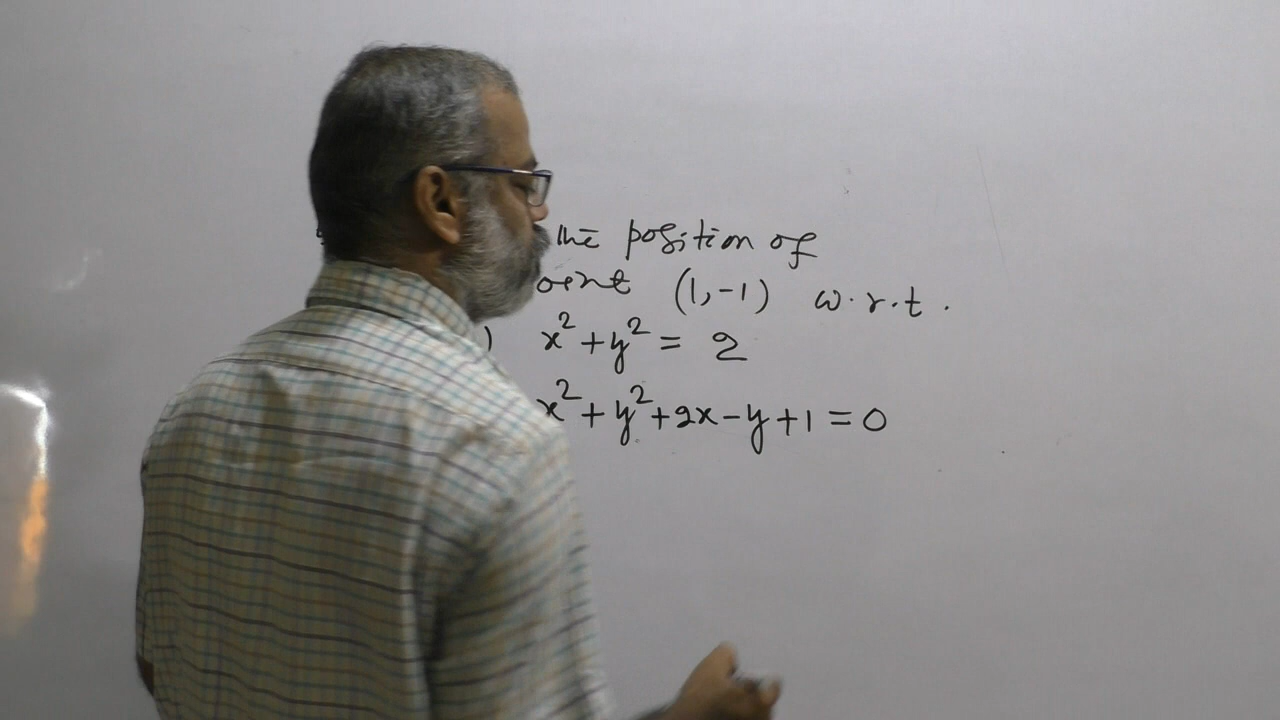 the position of
oint (1,-1) w.r.t.
) x² + y² = 2
x² + y² + 2x - y + 1 = 0